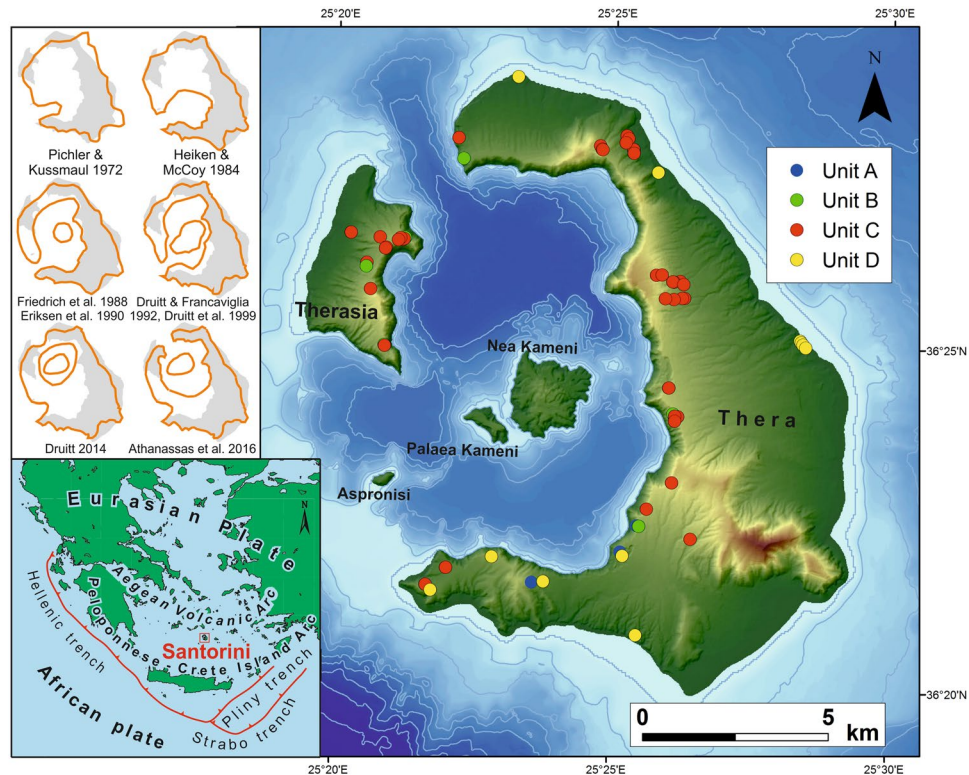 25°20'E
25°25'E
25°30'E
N
Pichler &
Kussmaul 1972
Heiken &
McCoy 1984
Friedrich et al. 1988
Eriksen et al. 1990
Druitt & Francaviglia
1992, Druitt et al. 1999
Druitt 2014
Athanassas et al. 2016
Unit A
Unit B
Unit C
Unit D
Therasia
Nea Kameni
Palaea Kameni
Aspronisi
Thera
36°25'N
36°20'N
N
Eurasian Plate
Aegean Volcanic Arc
Peloponnese - Crete Island Arc
Hellenic trench
Santorini
Pliny trench
Strabo trench
African plate
0
5
km
25°20'E
25°25'E
25°30'E